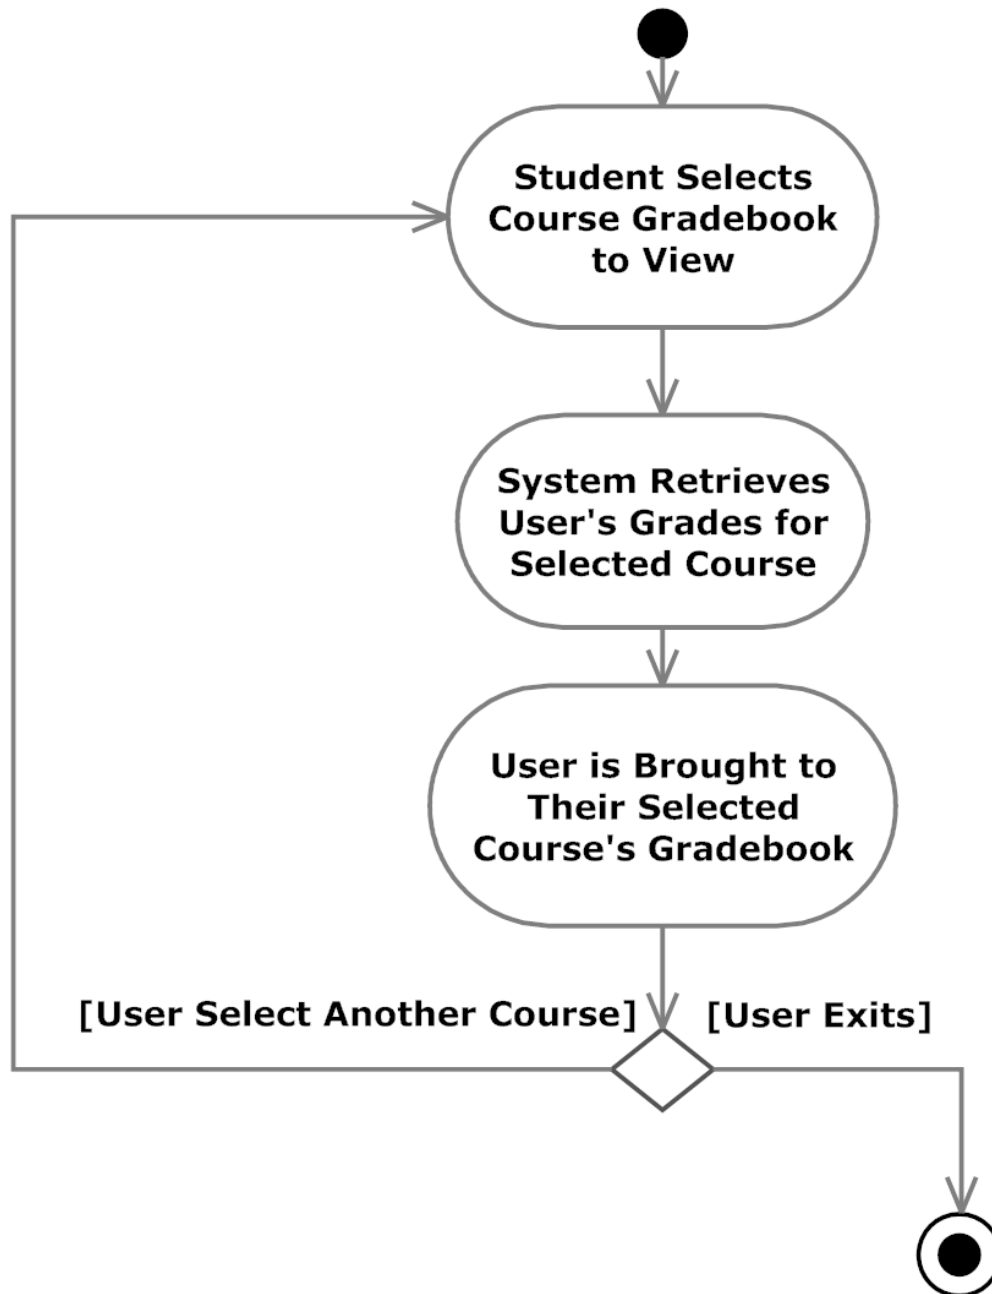 Student Selects
Course Gradebook
to View
System Retrieves
User's Grades for
Selected Course
User is Brought to
Their Selected
Course's Gradebook
[User Select Another Course]
[User Exits]